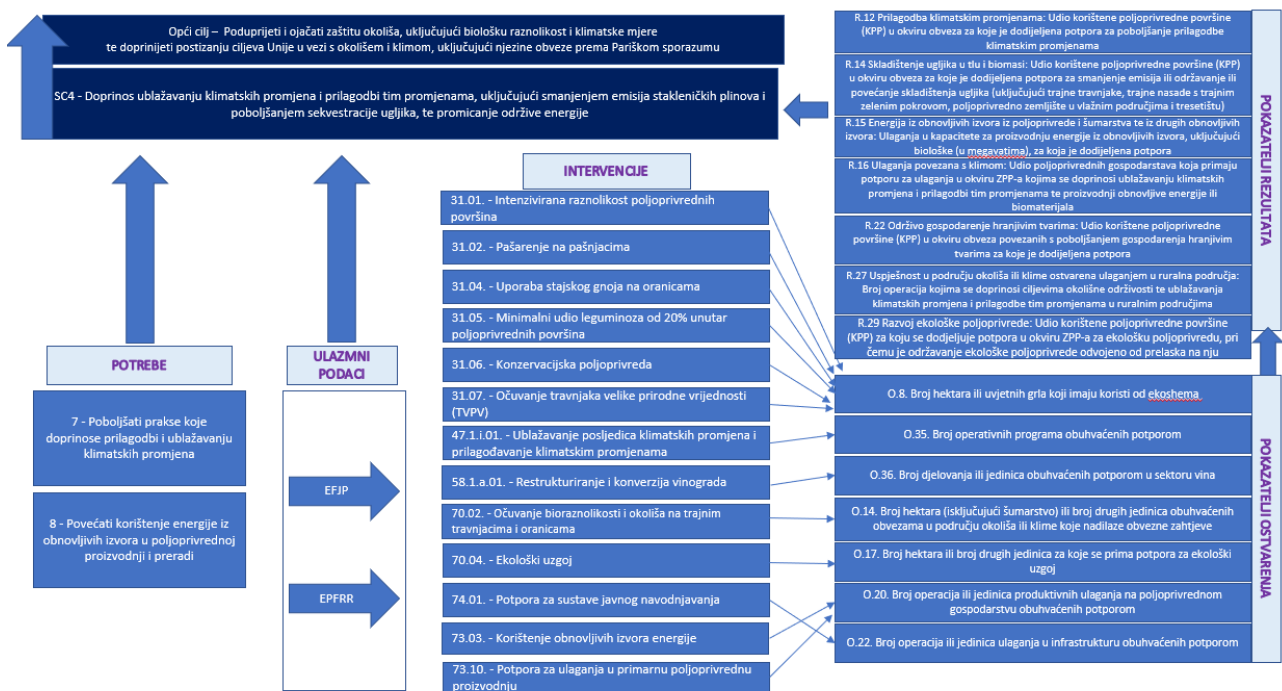 Opći cilj – Poduprijeti i ojačati zaštitu okoliša, uključujući biološku raznolikost i klimatske mjere
te doprinijeti postizanju ciljeva Unije u vezi s okolišem i klimom, uključujući njezine obveze prema Pariškom sporazumu
SC4 - Doprinos ublažavanju klimatskih promjena i prilagodbi tim promjenama, uključujući smanjenjem emisija stakleničkih plinova i
poboljšanjem sekvestracije ugljika, te promicanje održive energije
POTREBE
7 - Poboljšati prakse koje
doprinose prilagodbi i ublažavanju
klimatskih promjena
8 - Povećati korištenje energije iz
obnovljivih izvora u poljoprivrednoj
proizvodnji i preradi
ULAZMNI
PODACI
EFJP
EPFRR
INTERVENCIJE
31.01. - Intenzivirana raznolikost poljoprivrednih
površina
31.02. - Pašarenje na pašnjacima
31.04. - Uporaba stajskog gnoja na oranicama
31.05. - Minimalni udio leguminoza od 20% unutar
poljoprivrednih površina
31.06. - Konzervacijska poljoprivreda
31.07. - Očuvanje travnjaka velike prirodne vrijednosti
(TVPV)
47.1.i.01. - Ublažavanje posljedica klimatskih promjena i
prilagođavanje klimatskim promjenama
58.1.a.01. - Restrukturiranje i konverzija vinograda
70.02. - Očuvanje bioraznolikosti i okoliša na trajnim
travnjacima i oranicama
70.04. - Ekološki uzgoj
74.01. - Potpora za sustave javnog navodnjavanja
73.03. - Korištenje obnovljivih izvora energije
73.10. - Potpora za ulaganja u primarnu poljoprivrednu
proizvodnju
R.12 Prilagodba klimatskim promjenama: Udio korištene poljoprivredne površine
(KPP) u okviru obveza za koje je dodijeljena potpora za poboljšanje prilagodbe
klimatskim promjenama
R.14 Skladištenje ugljika u tlu i biomasi: Udio korištene poljoprivredne površine (KPP)
u okviru obveza za koje je dodijeljena potpora za smanjenje emisija ili održavanje ili
povećanje skladištenja ugljika (uključujući trajne travnjake, trajne nasade s trajnim
zelenim pokrovom, poljoprivredno zemljište u vlažnim područjima i tresetištu)
R.15 Energija iz obnovljivih izvora iz poljoprivrede i šumarstva te iz drugih obnovljivih
izvora: Ulaganja u kapacitete za proizvodnju energije iz obnovljivih izvora, uključujući
biološke (u megavatima), za koja je dodijeljena potpora
R.16 Ulaganja povezana s klimom: Udio poljoprivrednih gospodarstava koja primaju
potporu za ulaganja u okviru ZPP-a kojima se doprinosi ublažavanju klimatskih
promjena i prilagodbi tim promjenama te proizvodnji obnovljive energije ili
biomaterijala
R.22 Održivo gospodarenje hranjivim tvarima: Udio korištene poljoprivredne
površine (KPP) u okviru obveza povezanih s poboljšanjem gospodarenja hranjivim
tvarima za koje je dodijeljena potpora
R.27 Uspješnost u području okoliša ili klime ostvarena ulaganjem u ruralna područja:
Broj operacija kojima se doprinosi ciljevima okolišne održivosti te ublažavanja
klimatskih promjena i prilagodbe tim promjenama u ruralnim područjima
R.29 Razvoj ekološke poljoprivrede: Udio korištene poljoprivredne površine
(KPP) za koju se dodjeljuje potpora u okviru ZPP-a za ekološku poljoprivredu, pri
čemu je održavanje ekološke poljoprivrede odvojeno od prelaska na nju
POKAZATELJI REZULTATA
O.8. Broj hektara ili uvjetnih grla koji imaju koristi od ekoshema
O.35. Broj operativnih programa obuhvaćenih potporom
O.36. Broj djelovanja ili jedinica obuhvaćenih potporom u sektoru vina
O.14. Broj hektara (isključujući šumarstvo) ili broj drugih jedinica obuhvaćenih
obvezama u području okoliša ili klime koje nadilaze obvezne zahtjeve
O.17. Broj hektara ili broj drugih jedinica za koje se prima potpora za ekološki
uzgoj
O.20. Broj operacija ili jedinica produktivnih ulaganja na poljoprivrednom
gospodarstvu obuhvaćenih potporom
O.22. Broj operacija ili jedinica ulaganja u infrastrukturu obuhvaćenih potporom
POKAZATELJI OSTVARENJA